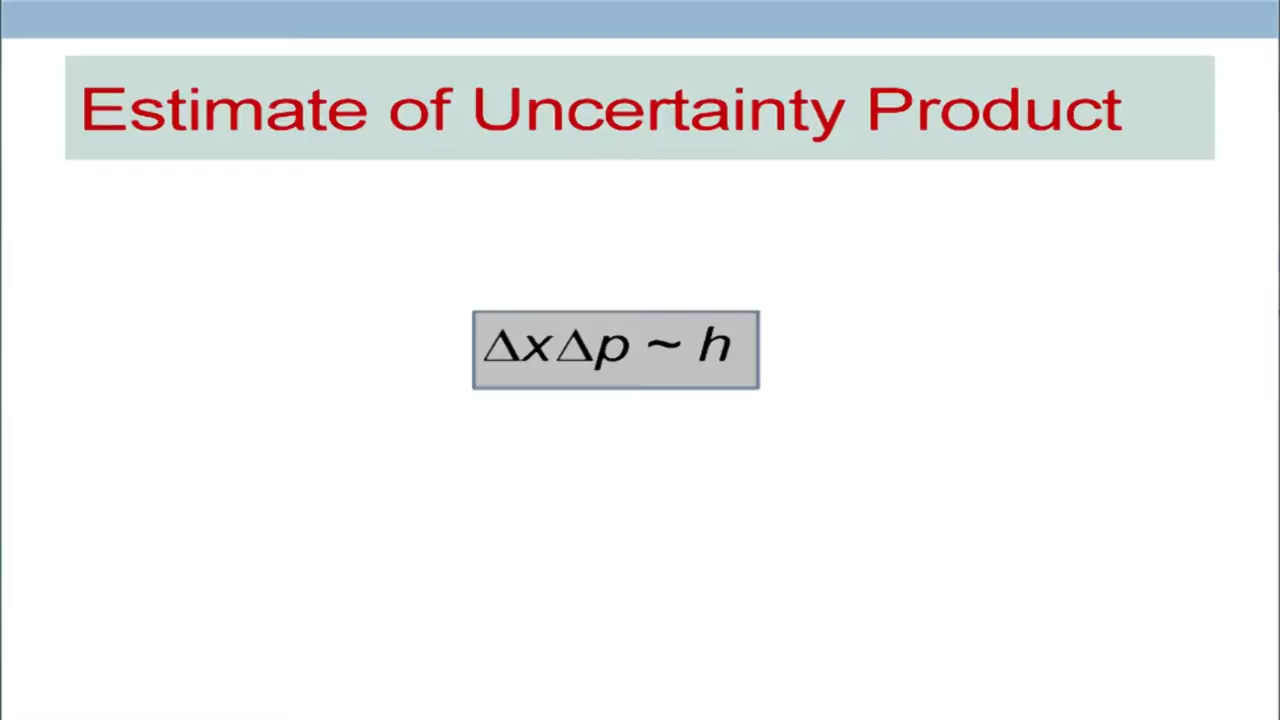 Estimate of Uncertainty Product
ΔxΔp ~ h